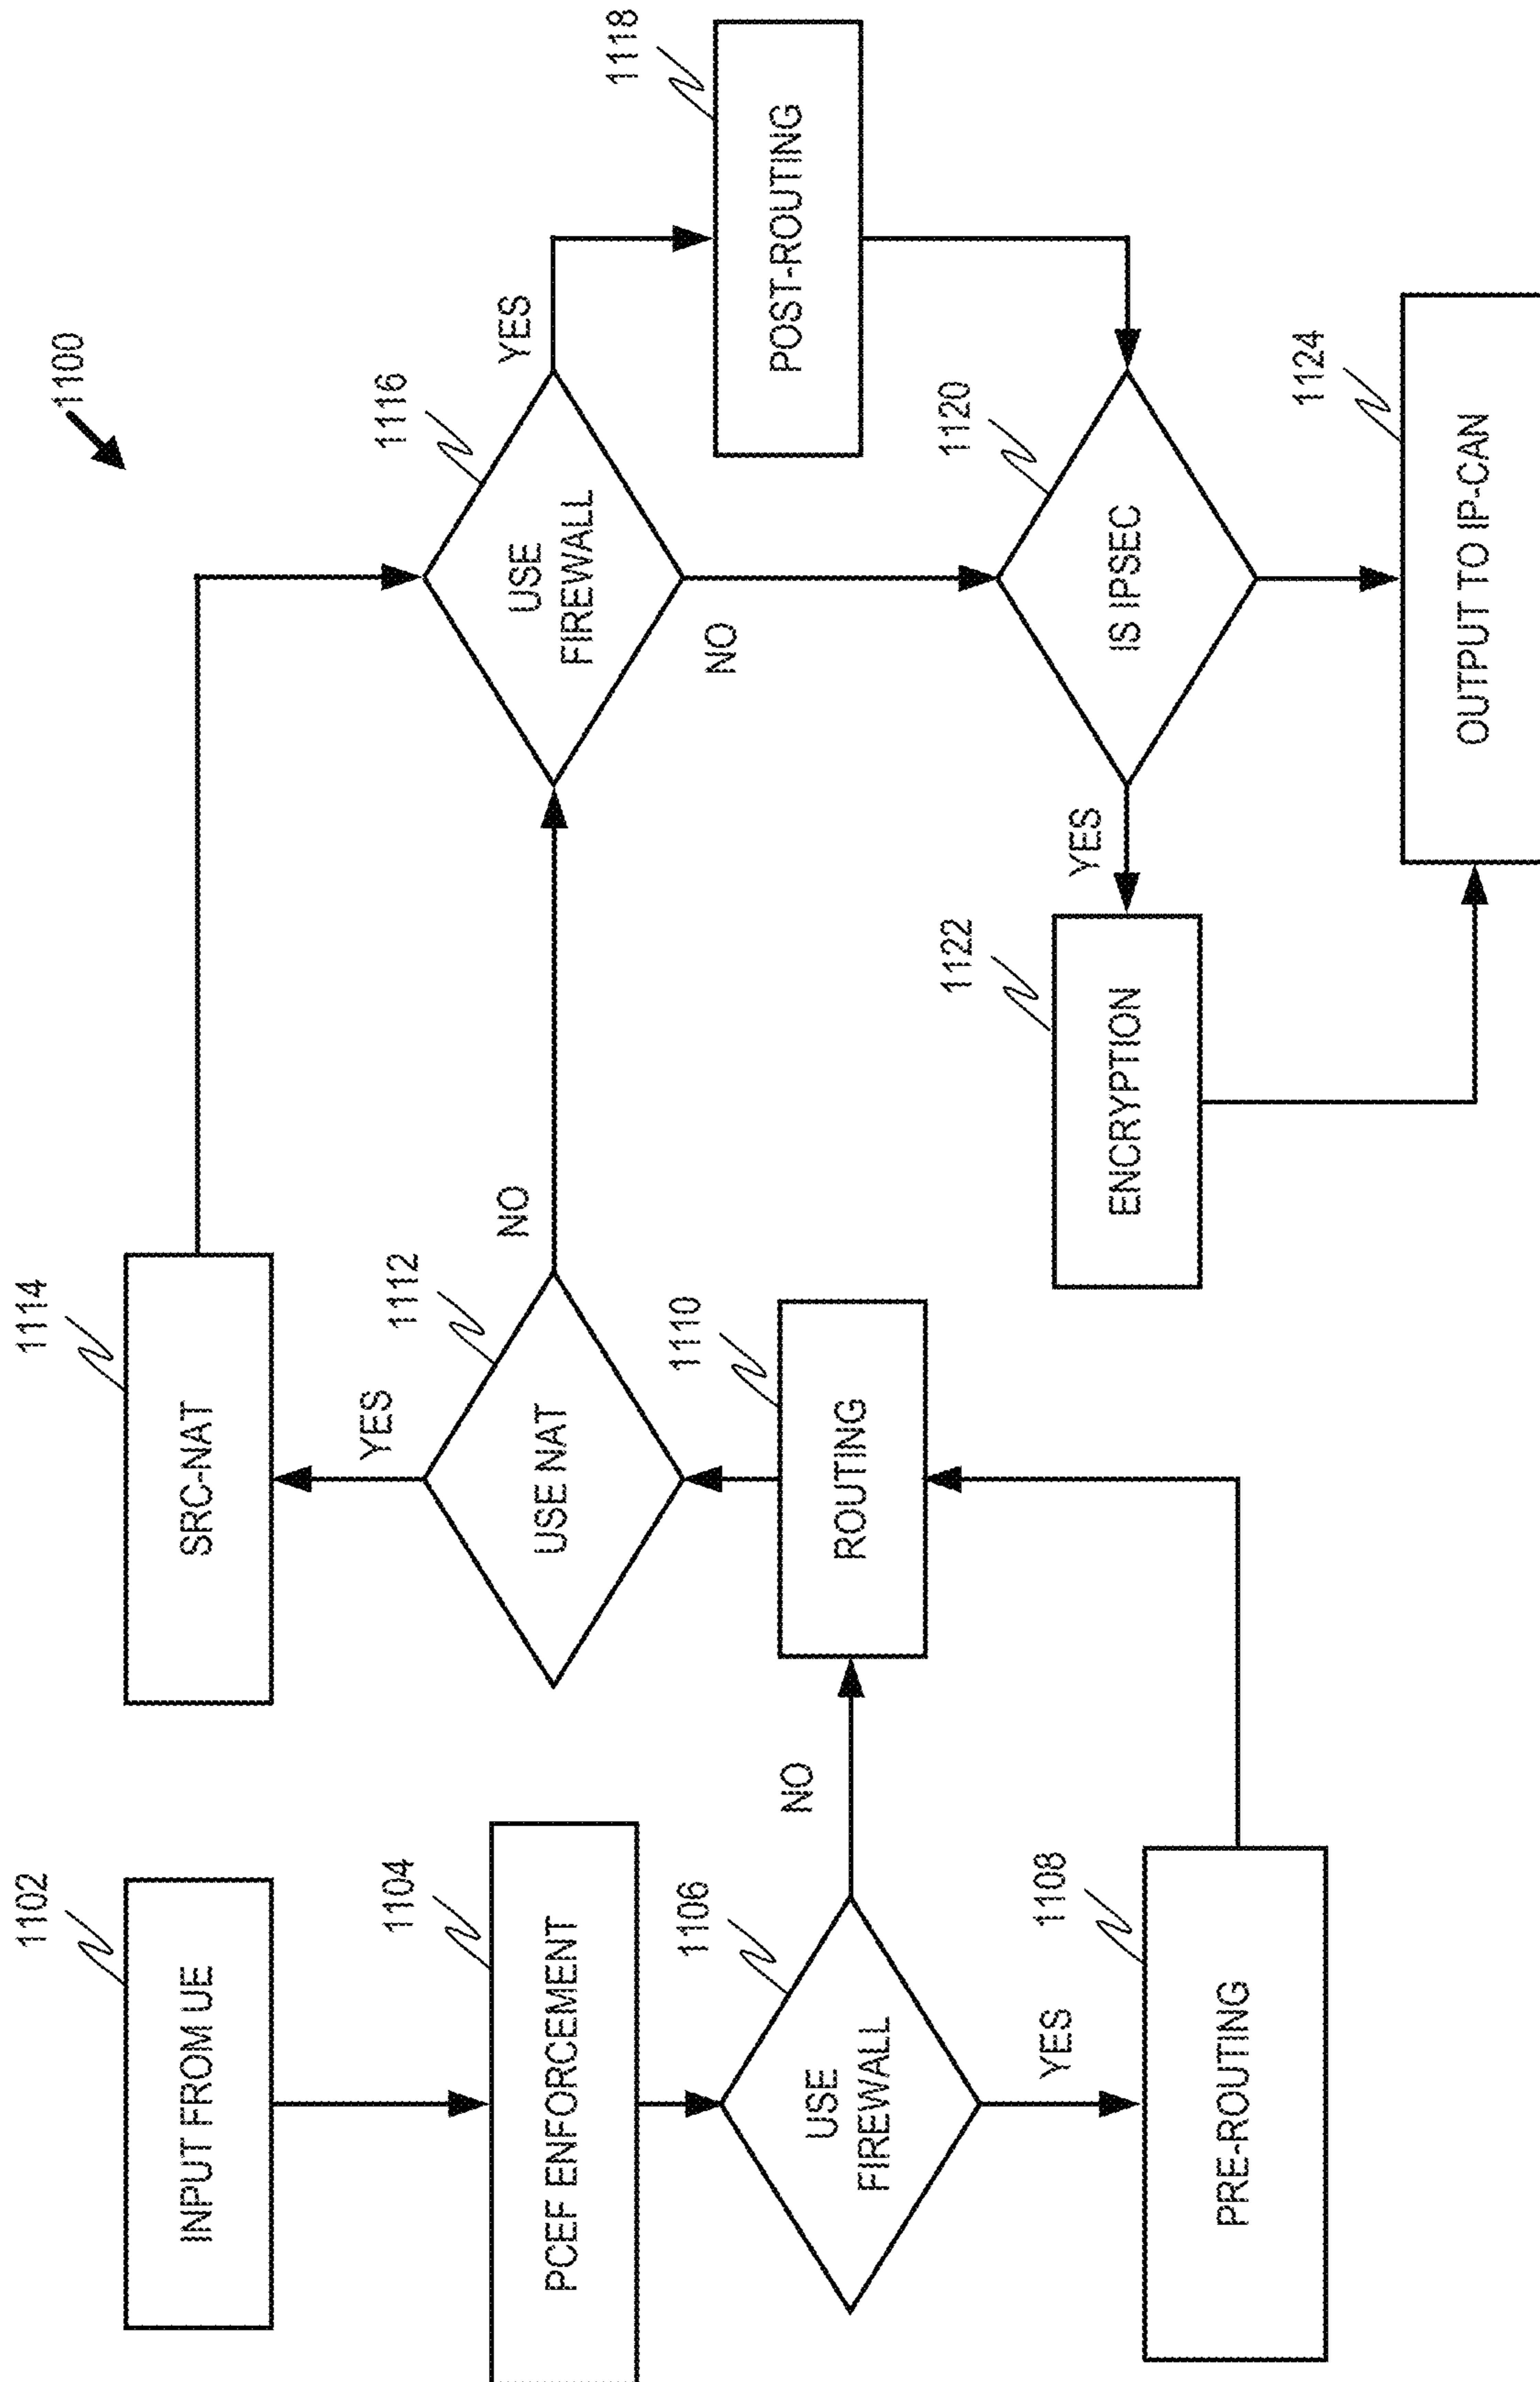 1100
1102
INPUT FROM UE
1104
PCEF ENFORCEMENT
1106
USE
FIREWALL
NO
YES
1108
PRE-ROUTING
1110
ROUTING
1112
USE NAT
YES
NO
1114
SRC-NAT
1116
USE
FIREWALL
YES
NO
1118
POST-ROUTING
1120
IS IPSEC
YES
1122
ENCRYPTION
1124
OUTPUT TO IP-CAN